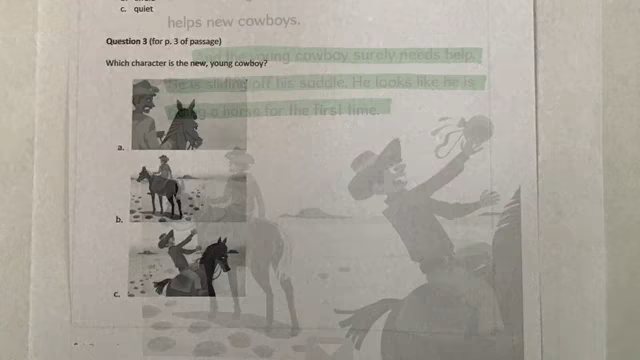 c. quiet
helps new cowboys.
Question 3 (for p. 3 of passage)
And the young cowboy surely needs help.
Which character is the new, young cowboy?
He is sliding off his saddle. He looks like he is
a horse for the first time.
a.
b.
c.